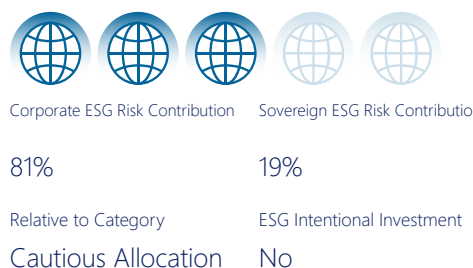 Corporate ESG Risk Contribution Sovereign ESG Risk Contributio
81% 19%
Relative to Category ESG Intentional Investment
Cautious Allocation No